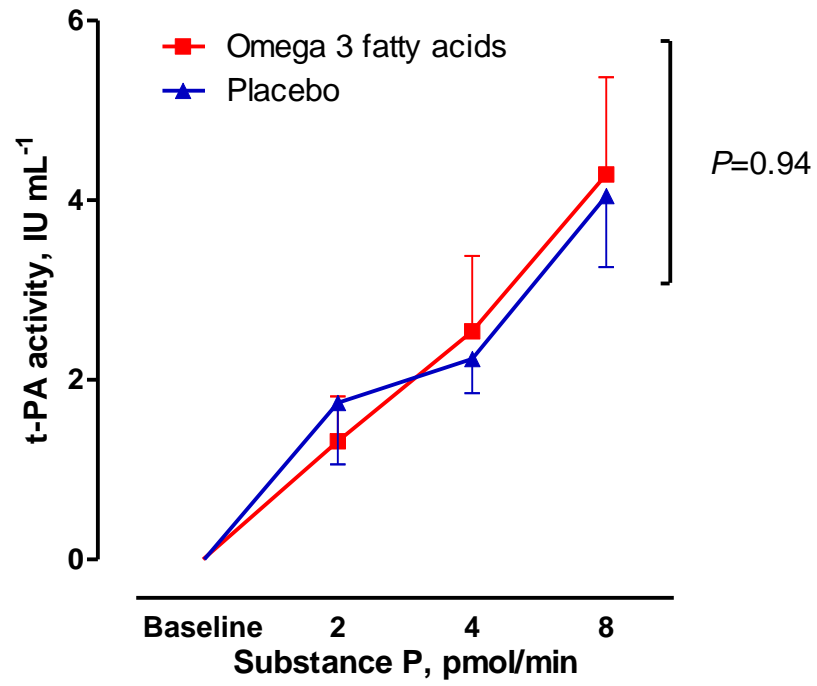 6
Omega 3 fatty acids
Placebo
P=0.94
4
t-PA activity, IU mL⁻¹
2
0
Baseline 2 4 8
Substance P, pmol/min